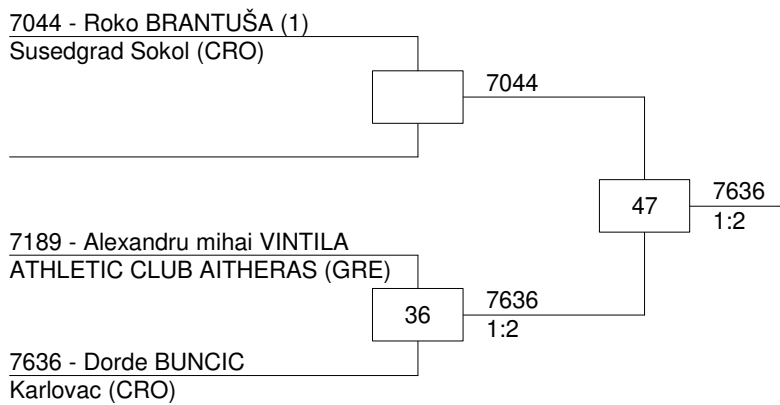 7044 - Roko BRANTUŠA (1)
Susedgrad Sokol (CRO)
7044
47
7636
1:2
7189 - Alexandru mihai VINTILA
ATHLETIC CLUB AITHERAS (GRE)
36
7636
1:2
7636 - Dorde BUNCIC
Karlovac (CRO)